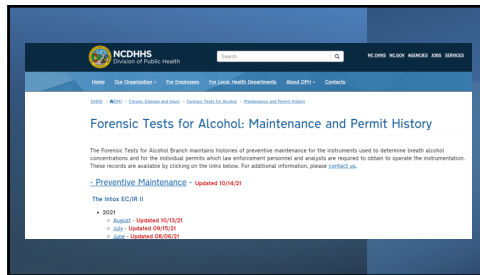 NCDHHS
Division of Public Health
Search
NC DHHS NC.GOV AGENCIES JOBS SERVICES
Home Our Organization For Employees For Local Health Departments About DPH Contacts
DHHS > DPH > Chronic Disease and Injury > Forensic Tests for Alcohol > Maintenance and Permit History
Forensic Tests for Alcohol: Maintenance and Permit History
The Forensic Tests for Alcohol Branch maintains histories of preventive maintenance for the instruments used to determine breath alcohol
concentrations and for the individual permits which law enforcement personnel and analysts are required to obtain to operate the instrumentation.
These records are available by clicking on the links below. For additional information, please contact us.
- Preventive Maintenance - Updated 10/14/21
The Intox EC/IR II
• 2021
○ August - Updated 10/13/21
○ July - Updated 09/15/21
○ June - Updated 08/06/21